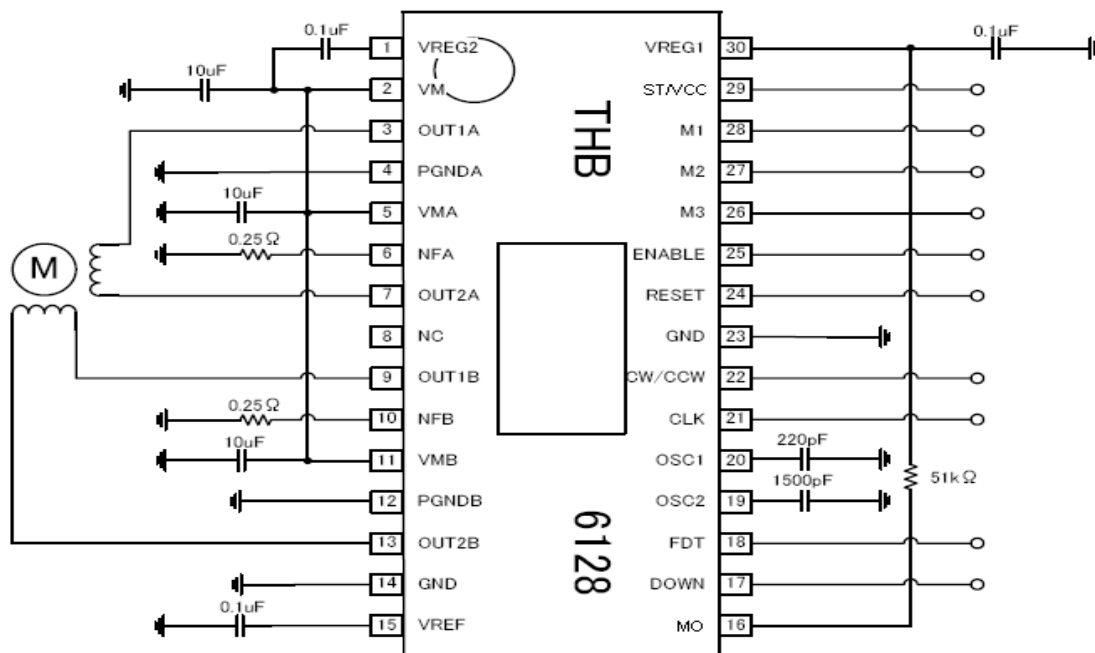 0.1uF 1 VREG2 VREG1 30 0.1uF
10uF 2 VM ST/VCC 29
3 OUT1A M1 28
4 PGNDA M2 27
10uF 5 VMA M3 26
0.25Ω 6 NFA ENABLE 25
M 7 OUT2A RESET 24
8 NC GND 23
9 OUT1B CW/CCW 22
0.25Ω 10 NFB CLK 21
10uF 11 VMB OSC1 20 220pF
51kΩ
12 PGNDB OSC2 19 1500pF
13 OUT2B FDT 18
14 GND DOWN 17
0.1uF 15 VREF MO 16
THB
6128